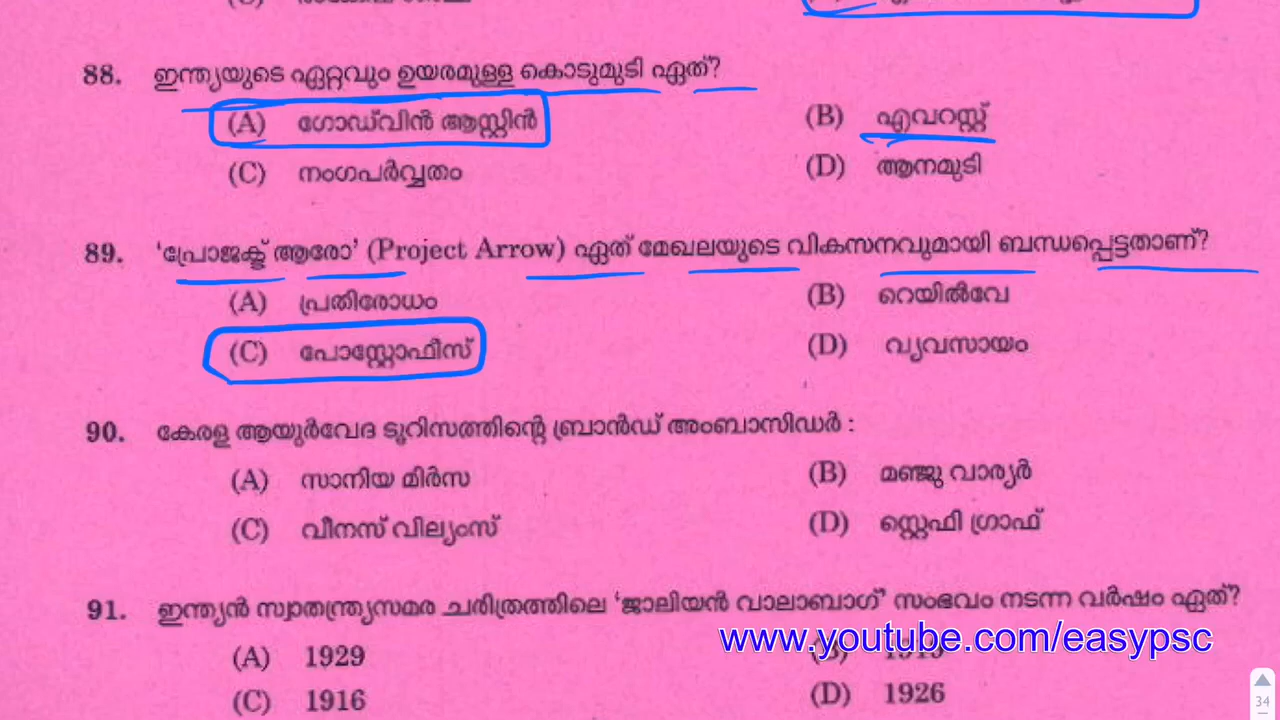 88. ഇന്ത്യയുടെ ഏറ്റവും ഉയരമുള്ള കൊടുമുടി ഏത്?
(A) ഗോഡ്‌വിൻ ആസ്റ്റിൻ (B) എവറസ്റ്റ്
(C) നംഗപർവ്വതം (D) ആനമുടി
89. ‘പ്രോജക്ട് ആരോ’ (Project Arrow) ഏത് മേഖലയുടെ വികസനവുമായി ബന്ധപ്പെട്ടതാണ്?
(A) പ്രതിരോധം (B) റെയിൽവേ
(C) പോസ്റ്റോഫീസ് (D) വ്യവസായം
90. കേരള ആയുർവേദ ടൂറിസത്തിന്റെ ബ്രാൻഡ് അംബാസിഡർ :
(A) സാനിയ മിർസ (B) മഞ്ജു വാര്യർ
(C) വീനസ് വില്യംസ് (D) സ്റ്റെഫി ഗ്രാഫ്
91. ഇന്ത്യൻ സ്വാതന്ത്ര്യസമര ചരിത്രത്തിലെ ‘ജാലിയൻ വാലാബാഗ്’ സംഭവം നടന്ന വർഷം ഏത്?
www.youtube.com/easypsc
(A) 1929 (B)
(C) 1916 (D) 1926
34